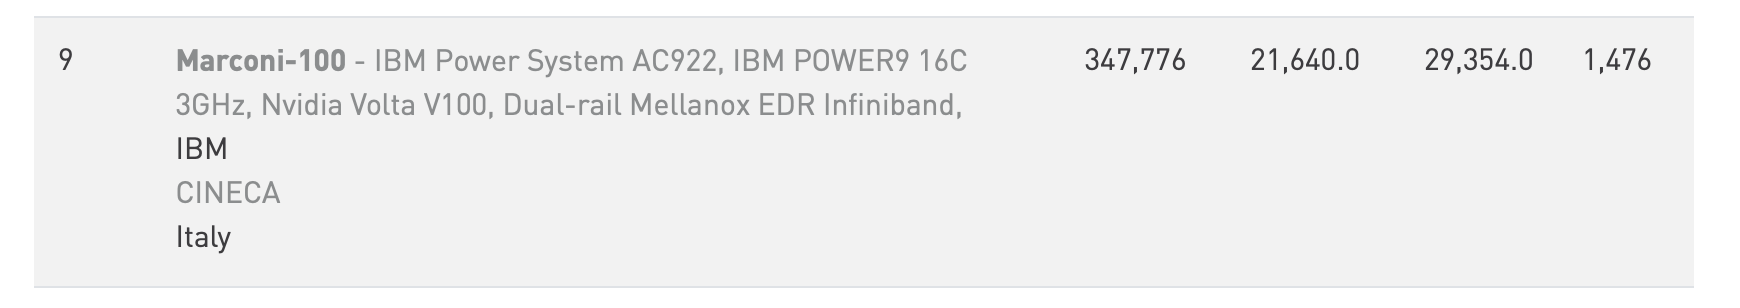 9 Marconi-100 - IBM Power System AC922, IBM POWER9 16C 347,776 21,640.0 29,354.0 1,476
3GHz, Nvidia Volta V100, Dual-rail Mellanox EDR Infiniband,
IBM
CINECA
Italy